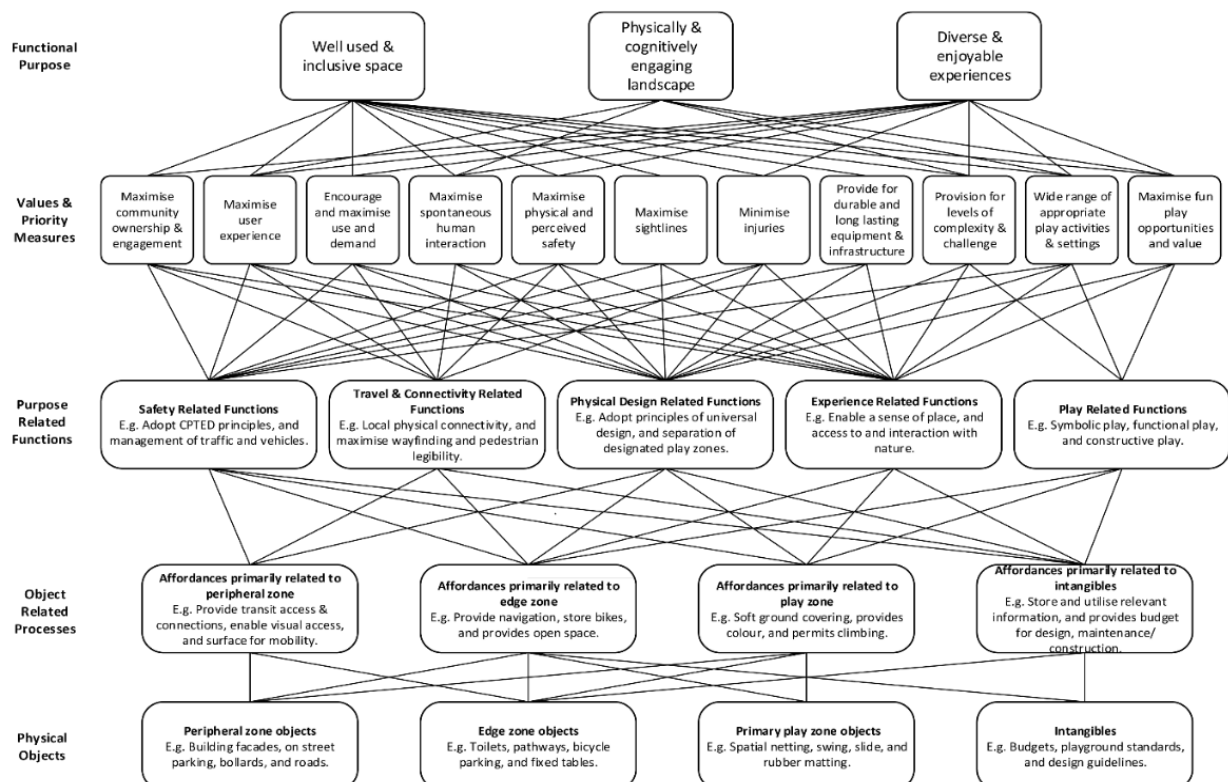 Functional
Purpose
Well used &
inclusive space
Physically &
cognitively
engaging
landscape
Diverse &
enjoyable
experiences
Values &
Priority
Measures
Maximise
community
ownership &
engagement
Maximise
user
experience
Encourage
and maximise
use and
demand
Maximise
spontaneous
human
interaction
Maximise
physical and
perceived
safety
Maximise
sightlines
Minimise
injuries
Provide for
durable and
long lasting
equipment &
infrastructure
Provision for
levels of
complexity &
challenge
Wide range of
appropriate
play activities
& settings
Maximise fun
play
opportunities
and value
Purpose
Related
Functions
Safety Related Functions
E.g. Adopt CPTED principles, and
management of traffic and vehicles.
Travel & Connectivity Related
Functions
E.g. Local physical connectivity, and
maximise wayfinding and pedestrian
legibility.
Physical Design Related Functions
E.g. Adopt principles of universal
design, and separation of
designated play zones.
Experience Related Functions
E.g. Enable a sense of place, and
access to and interaction with
nature.
Play Related Functions
E.g. Symbolic play, functional play,
and constructive play.
Object
Related
Processes
Affordances primarily related to
peripheral zone
E.g. Provide transit access &
connections, enable visual access,
and surface for mobility.
Affordances primarily related to
edge zone
E.g. Provide navigation, store bikes,
and provides open space.
Affordances primarily related to
play zone
E.g. Soft ground covering, provides
colour, and permits climbing.
Affordances primarily related to
intangibles
E.g. Store and utilise relevant
information, and provides budget
for design, maintenance/
construction.
Physical
Objects
Peripheral zone objects
E.g. Building facades, on street
parking, bollards, and roads.
Edge zone objects
E.g. Toilets, pathways, bicycle
parking, and fixed tables.
Primary play zone objects
E.g. Spatial netting, swing, slide, and
rubber matting.
Intangibles
E.g. Budgets, playground standards,
and design guidelines.